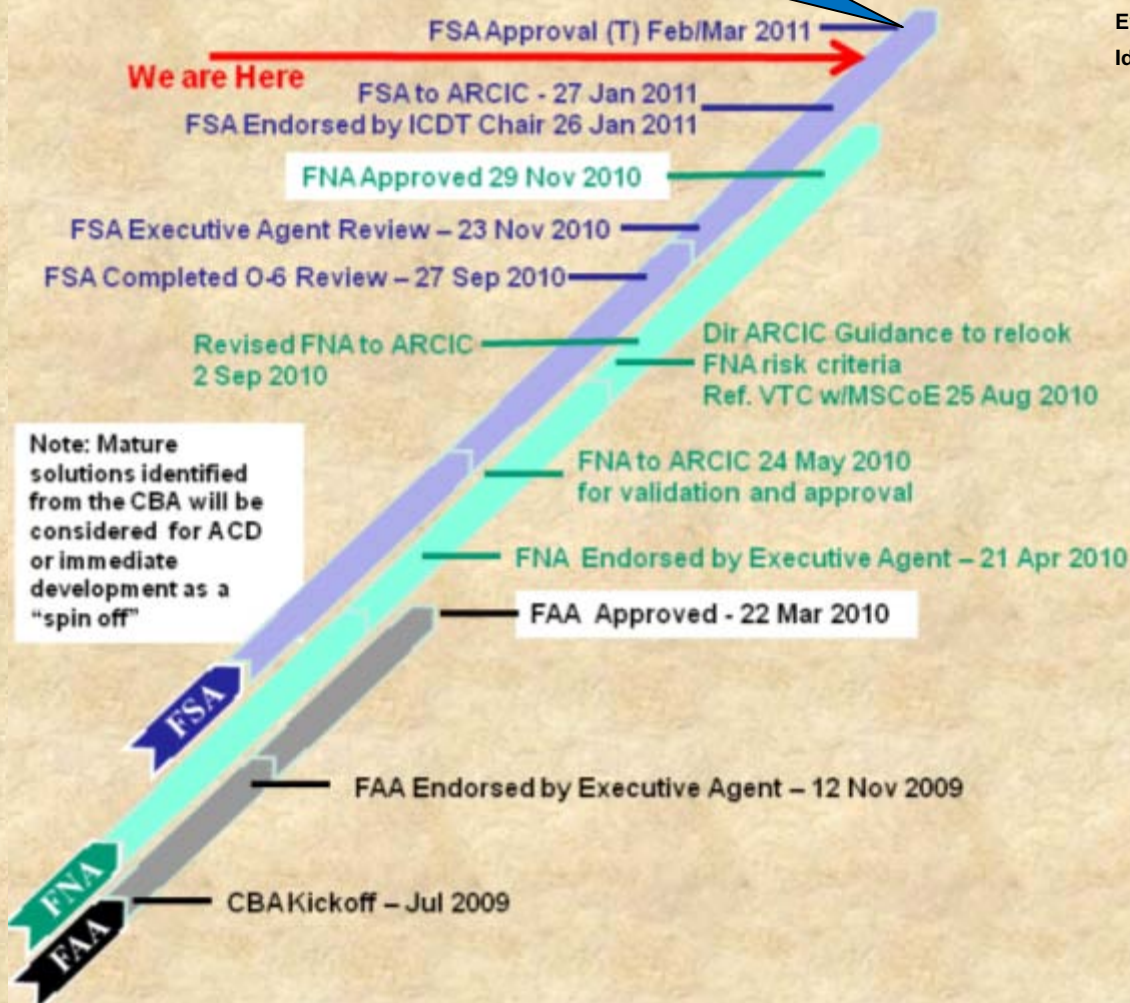 FSA Approval (T) Feb/Mar 2011
We are Here
FSA to ARCIC - 27 Jan 2011
FSA Endorsed by ICDT Chair 26 Jan 2011
FNA Approved 29 Nov 2010
FSA Executive Agent Review – 23 Nov 2010
FSA Completed O-6 Review – 27 Sep 2010
Revised FNA to ARCIC
2 Sep 2010
Dir ARCIC Guidance to relook
FNA risk criteria
Ref. VTC w/MSCoE 25 Aug 2010
Note: Mature
solutions identified
from the CBA will be
considered for ACD
or immediate
development as a
“spin off”
FNA to ARCIC 24 May 2010
for validation and approval
FNA Endorsed by Executive Agent – 21 Apr 2010
FAA Approved - 22 Mar 2010
FSA
FAA Endorsed by Executive Agent – 12 Nov 2009
FNA
CBA Kickoff – Jul 2009
FAA